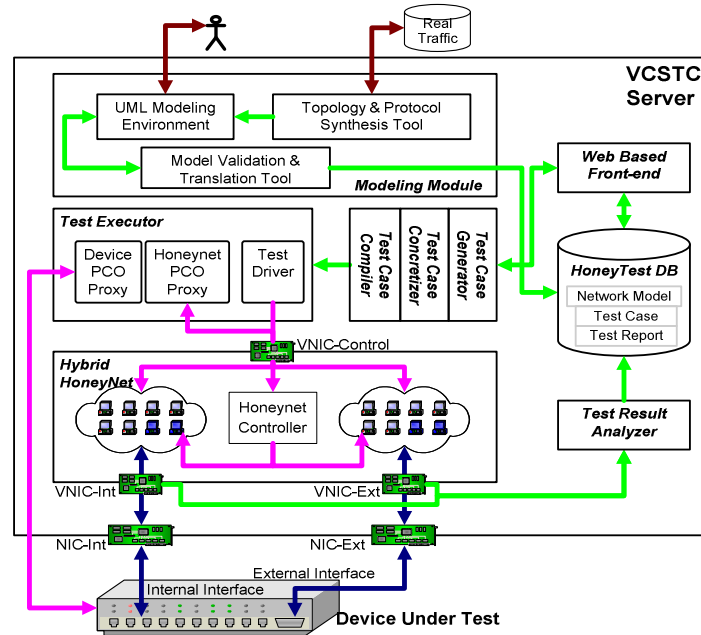 Real
Traffic
VCSTC
Server
UML Modeling
Environment
Topology & Protocol
Synthesis Tool
Model Validation &
Translation Tool
Modeling Module
Web Based
Front-end
Test Executor
Device
PCO
Proxy
Honeynet
PCO
Proxy
Test
Driver
Test Case
Compiler
Test Case
Concretizer
Test Case
Generator
HoneyTest DB
Network Model
Test Case
Test Report
VNIC-Control
Hybrid
HoneyNet
Honeynet
Controller
Test Result
Analyzer
VNIC-Int
VNIC-Ext
NIC-Int
NIC-Ext
External Interface
Internal Interface
Device Under Test